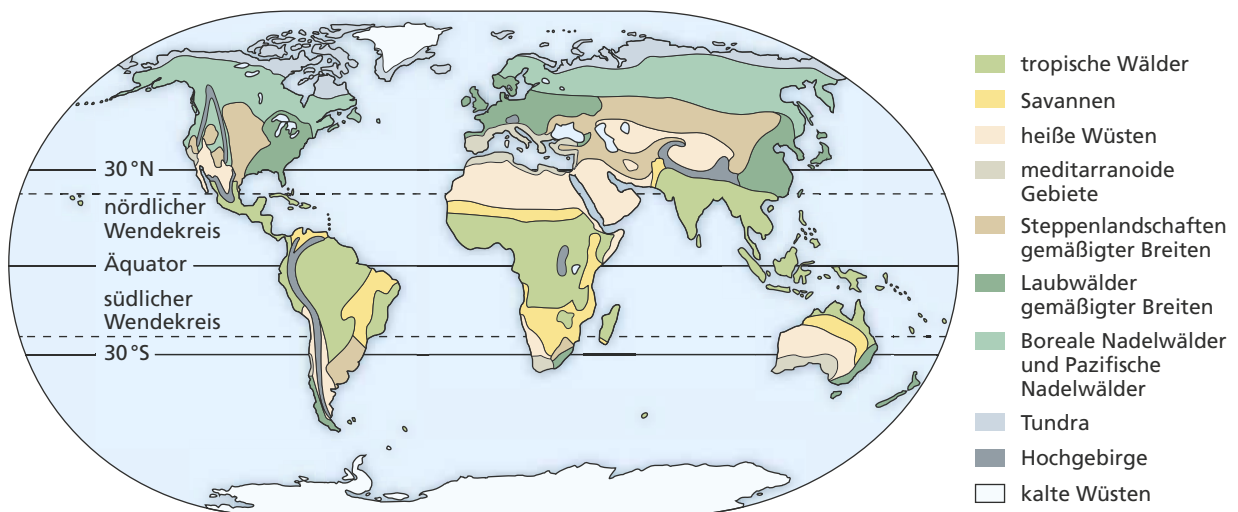 30 °N
nördlicher
Wendekreis
Äquator
südlicher
Wendekreis
30 °S
tropische Wälder
Savannen
heiße Wüsten
meditarranoide
Gebiete
Steppenlandschaften
gemäßigter Breiten
Laubwälder
gemäßigter Breiten
Boreale Nadelwälder
und Pazifische
Nadelwälder
Tundra
Hochgebirge
kalte Wüsten